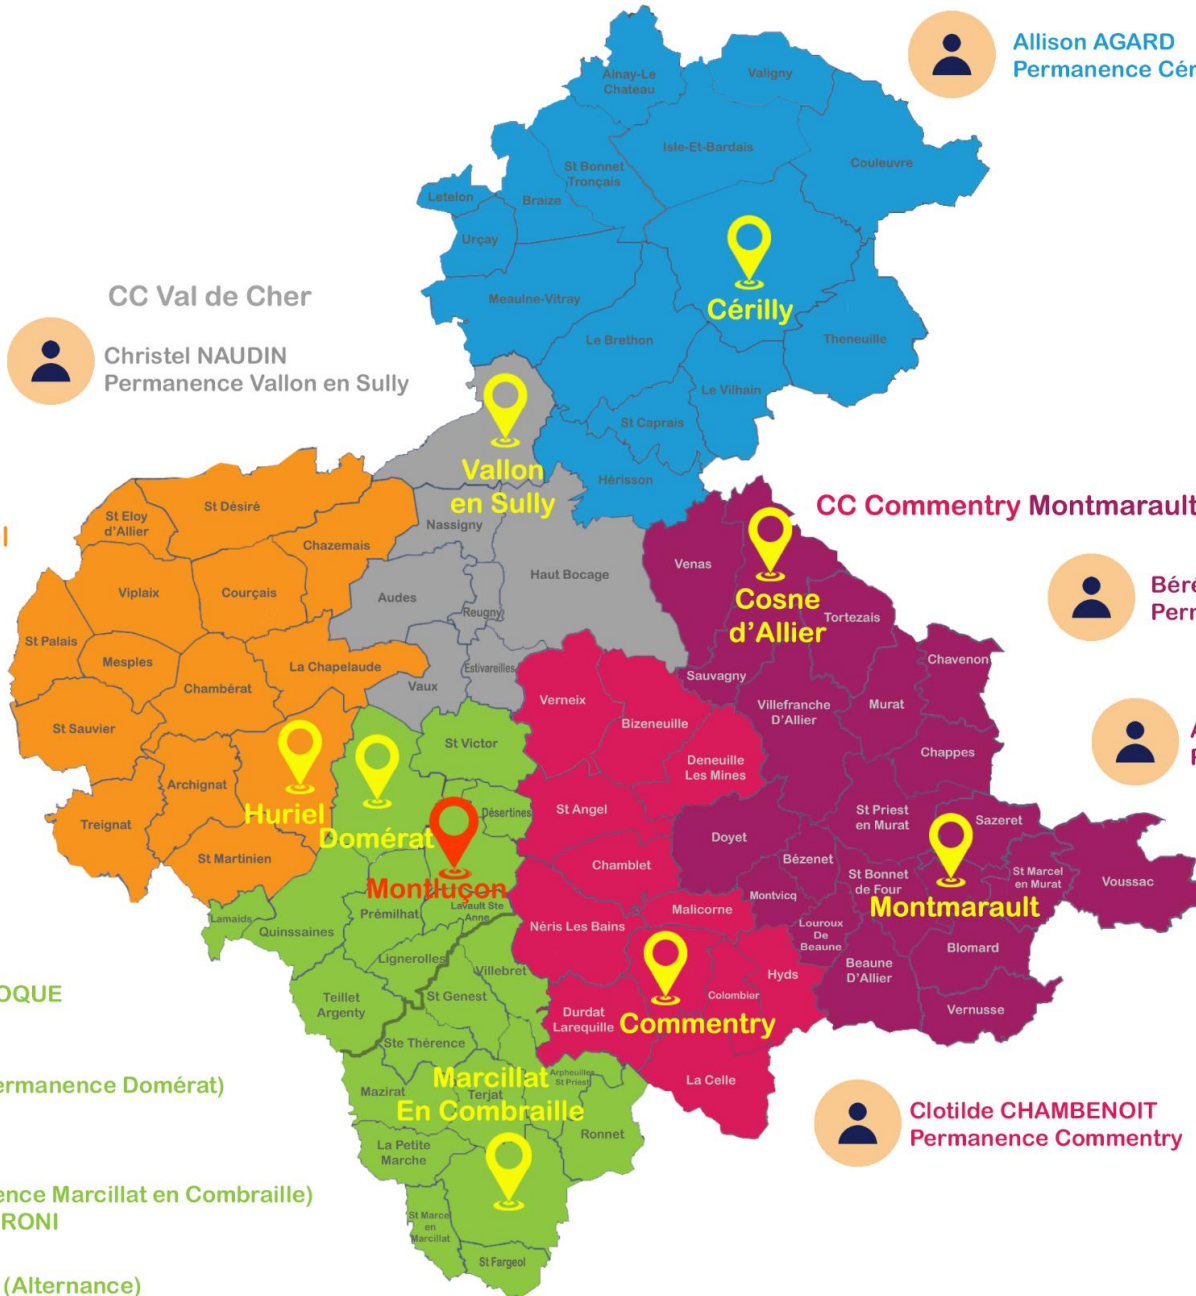 Allison AGARD
Permanence Cér
Ainay-Le
Chateau
Valigny
Isle-Et-Bardais
Couleuvre
St Bonnet
Tronçais
Letelon
Braize
Urçay
Cérilly
Meaulne-Vitray
Le Brethon
Theneuille
Le Vilhain
St Caprais
Hérisson
CC Val de Cher
Christel NAUDIN
Permanence Vallon en Sully
Vallon
en Sully
Nassigny
Haut Bocage
Audes
Reugny
Estivareilles
Vaux
St Eloy
d'Allier
St Désiré
Chazemais
Viplaix
Courçais
St Palais
Mesples
La Chapelaude
Chambérat
St Sauvier
Archignat
Huriel
Treignat
St Martinien
CC Commentry Montmarault
Béré
Perm
Venas
Cosne
d'Allier
Tortezais
Chavenon
Sauvagny
Villefranche
D'Allier
Murat
Chappes
St Priest
en Murat
Sazeret
Doyet
Bézenet
St Bonnet
de Four
St Marcel
en Murat
Voussac
Montvicq
Montmarault
Louroux
De
Beaune
Blomard
Beaune
D'Allier
Vernusse
Verneix
Bizeneuille
Deneuille
Les Mines
St Angel
Chamblet
Malicorne
Néris Les Bains
Hyds
Colombier
Durdat
Larequille
Commentry
La Celle
Clotilde CHAMBENOIT
Permanence Commentry
St Victor
Désertines
Domérat
Montluçon
Lavault Ste
Anne
Prémilhat
Lamaids
Quinssaines
Lignerolles
Villebret
Teillet
Argenty
St Genest
Ste Thérence
Marcillat
En Combraille
Arpheuilles
St Priest
Mazirat
Terjat
Ronnet
La Petite
Marche
St Marcel
en
Marcillat
St Fargeol
OQUE
ermanence Domérat)
ence Marcillat en Combraille)
RONI
(Alternance)